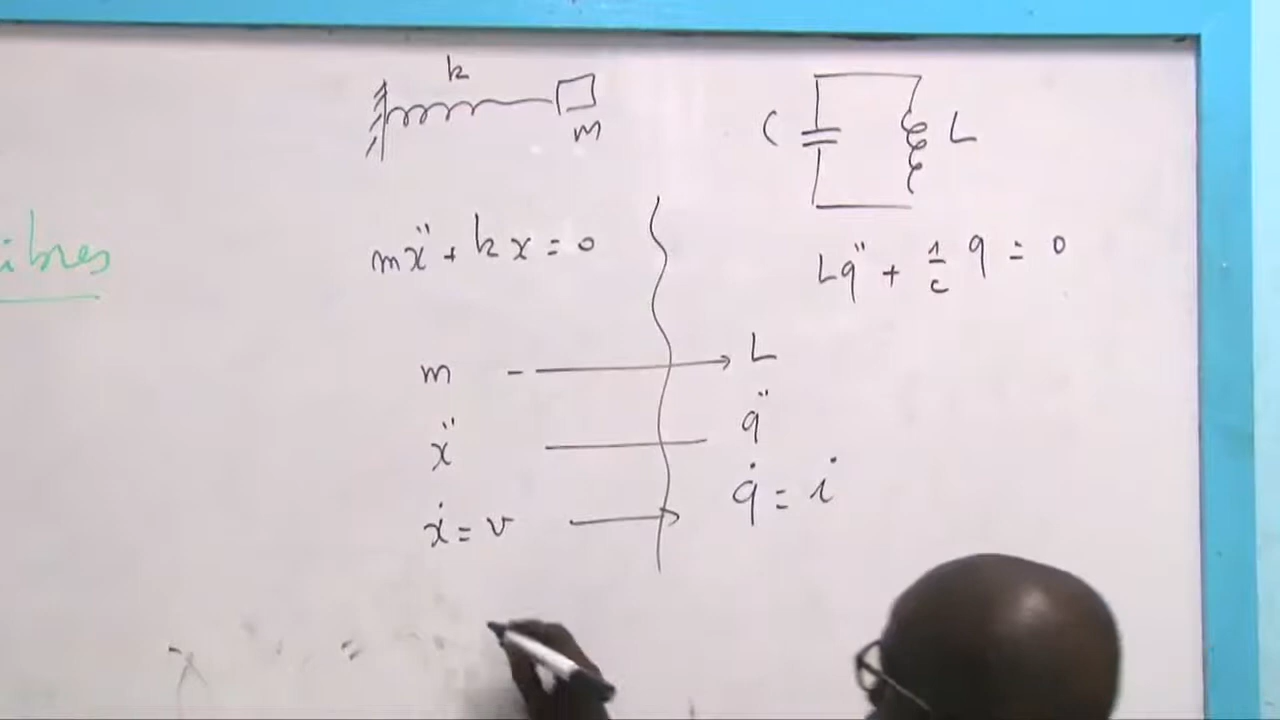 k
m
C L
ibres
mẍ + kx = 0
Lq̈ + 1/c q = 0
m → L
ẍ — q̈
ẋ = v → q̇ = i